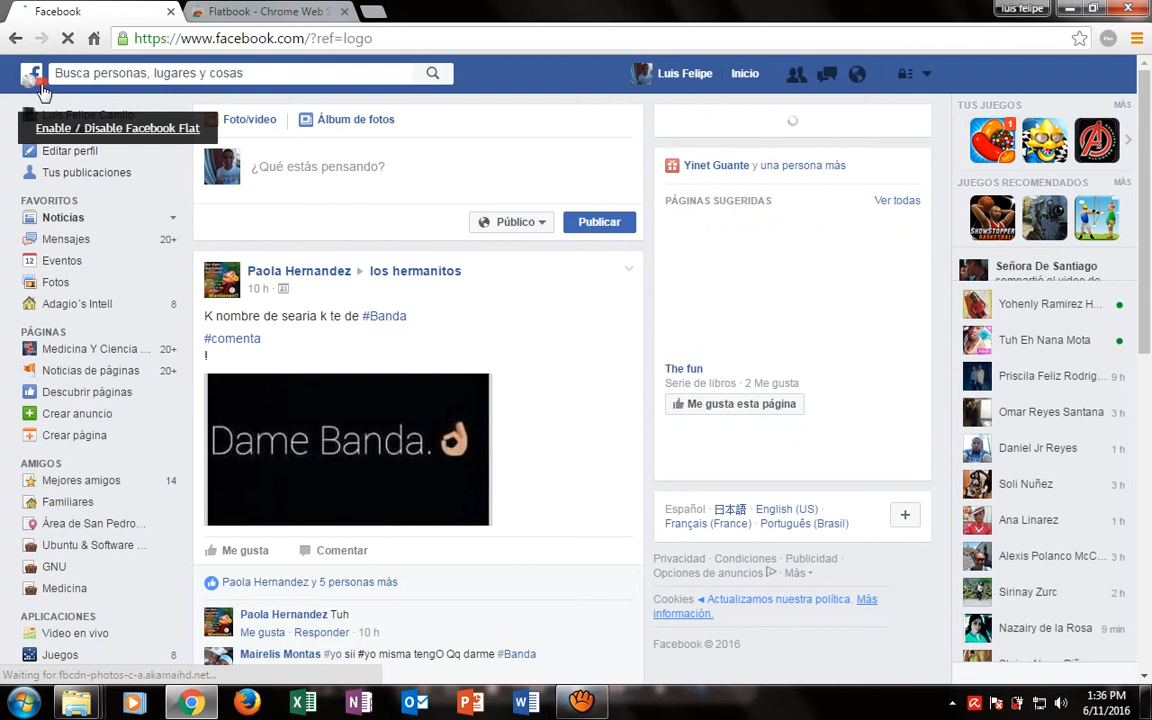 Facebook
Flatbook - Chrome Web S
luis felipe
https://www.facebook.com/?ref=logo
Busca personas, lugares y cosas
Luis Felipe
Inicio
Luis Felipe Camilo
Enable / Disable Facebook Flat
Editar perfil
Tus publicaciones
FAVORITOS
Noticias
Mensajes 20+
Eventos
Fotos
Adagio´s Intell 8
PÁGINAS
Medicina Y Ciencia ... 20+
Noticias de páginas 20+
Descubrir páginas
Crear anuncio
Crear página
AMIGOS
Mejores amigos 14
Familiares
Área de San Pedro...
Ubuntu & Software ...
GNU
Medicina
APLICACIONES
Video en vivo
Juegos 8
Waiting for fbcdn-photos-c-a.akamaihd.net...
Foto/video
Álbum de fotos
¿Qué estás pensando?
Público
Publicar
Paola Hernandez los hermanitos
10 h
K nombre de searia k te de #Banda
#comenta
!
Dame Banda.
Me gusta Comentar
Paola Hernandez y 5 personas más
Paola Hernandez Tuh
Me gusta · Responder · 10 h
Mairelis Montas #yo sii #yo misma tengO Qq darme #Banda
Yinet Guante y una persona más
PÁGINAS SUGERIDAS Ver todas
The fun
Serie de libros · 2 Me gusta
Me gusta esta página
Español · 日本語 · English (US) ·
Français (France) · Português (Brasil)
Privacidad · Condiciones · Publicidad ·
Opciones de anuncios · Más
Cookies Actualizamos nuestra política. Más
información.
Facebook © 2016
TUS JUEGOS MÁS
1
JUEGOS RECOMENDADOS MÁS
SHOWSTOPPER
BASKETBALL
Señora De Santiago
compartió el video de
Yohenly Ramirez H...
Tuh Eh Nana Mota
Priscila Feliz Rodrig... 9 h
Omar Reyes Santana 3 h
Daniel Jr Reyes 3 h
Soli Nuñez 3 h
Ana Linarez 1 h
Alexis Polanco McC... 3 h
Sirinay Zurc 2 h
Nazairy de la Rosa 9 min
1:36 PM
6/11/2016